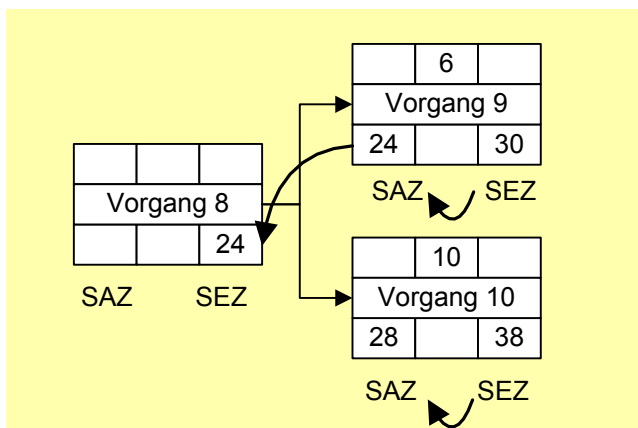 6
Vorgang 9
24 30
SAZ SEZ
Vorgang 8
24
SAZ SEZ
10
Vorgang 10
28 38
SAZ SEZ